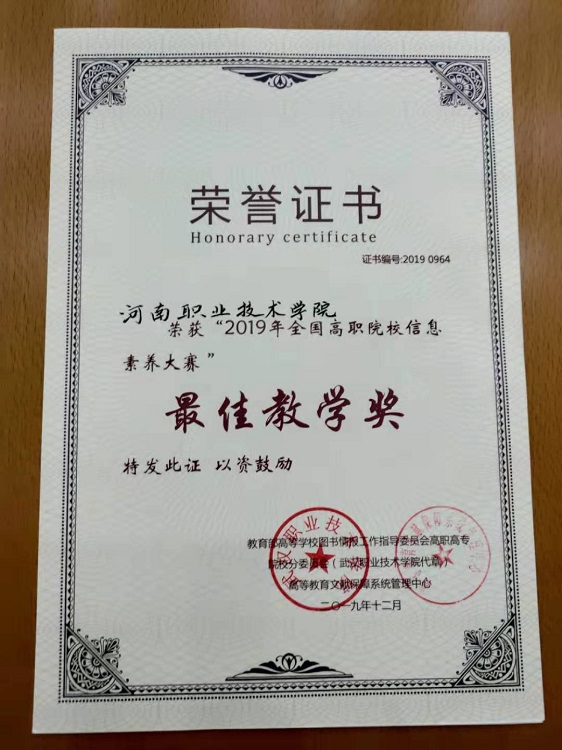 荣誉证书
Honorary certificate
证书编号:2019 0964
河南职业技术学院
荣获“2019年全国高职院校信息
素养大赛”
最佳教学奖
特发此证 以资鼓励
教育部高等学校图书情报工作指导委员会高职高专
院校分委员会（武汉职业技术学院代章）
高等教育文献保障系统管理中心
二〇一九年十二月